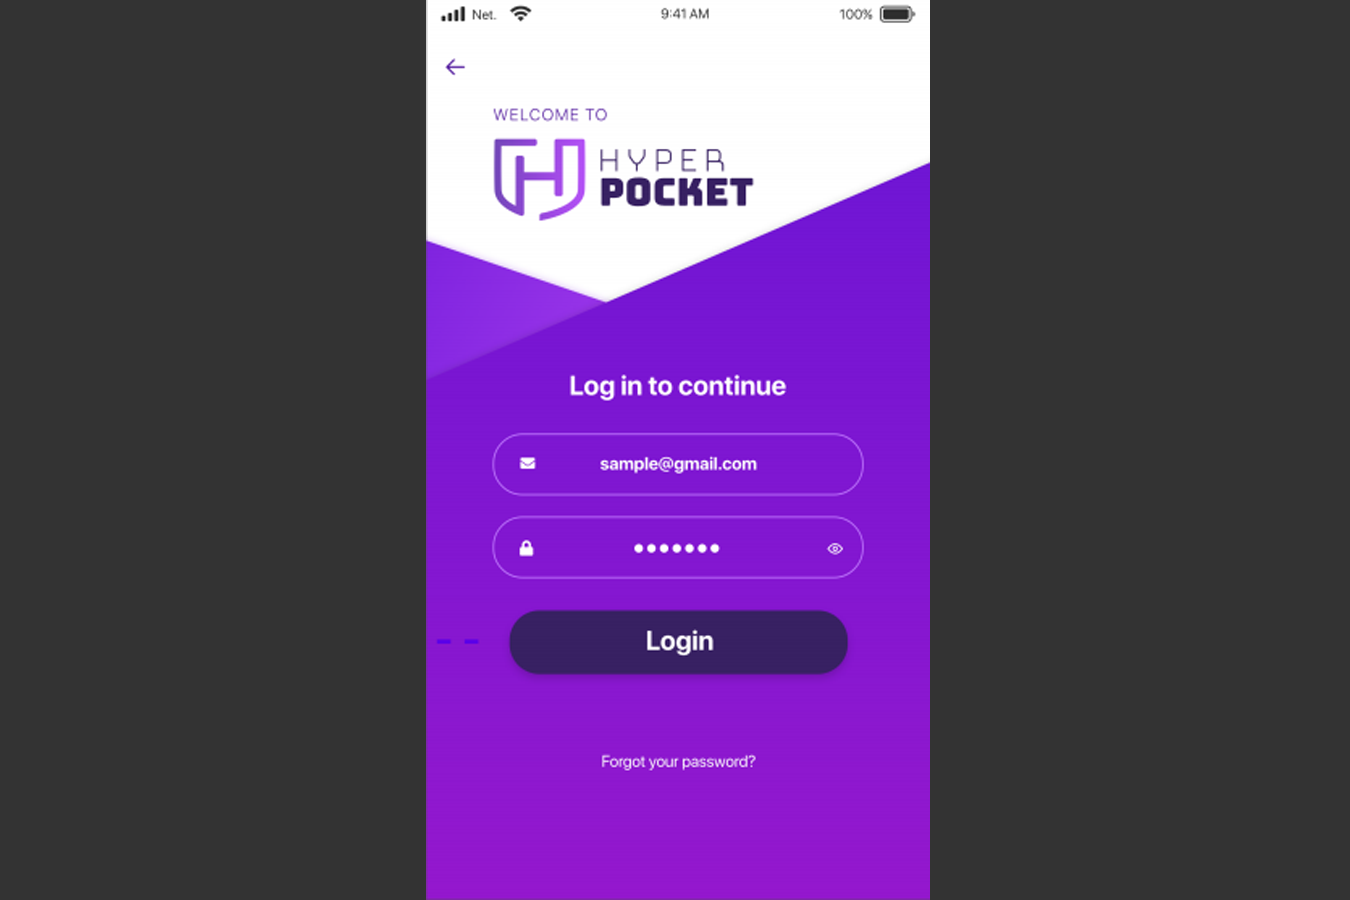 Net. 9:41 AM 100%
WELCOME TO
HYPER
POCKET
Log in to continue
sample@gmail.com
Login
Forgot your password?